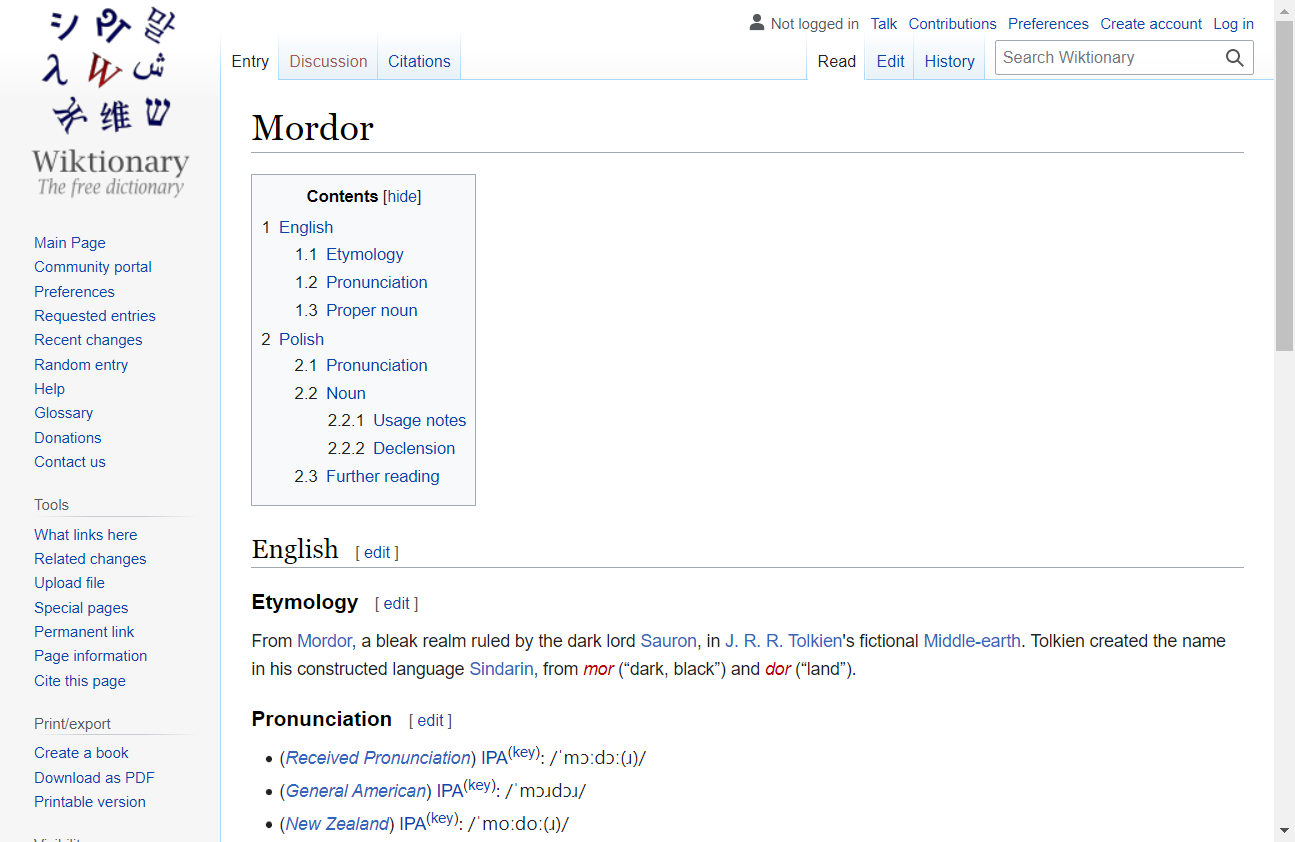 シ
ply
말
λ
W
ش
维
ש
Wiktionary
The free dictionary
Main Page
Community portal
Preferences
Requested entries
Recent changes
Random entry
Help
Glossary
Donations
Contact us
Tools
What links here
Related changes
Upload file
Special pages
Permanent link
Page information
Cite this page
Print/export
Create a book
Download as PDF
Printable version
Not logged in Talk Contributions Preferences Create account Log in
Entry Discussion Citations Read Edit History Search Wiktionary
Mordor
Contents [hide]
1 English
1.1 Etymology
1.2 Pronunciation
1.3 Proper noun
2 Polish
2.1 Pronunciation
2.2 Noun
2.2.1 Usage notes
2.2.2 Declension
2.3 Further reading
English [ edit ]
Etymology [ edit ]
From Mordor, a bleak realm ruled by the dark lord Sauron, in J. R. R. Tolkien's fictional Middle-earth. Tolkien created the name
in his constructed language Sindarin, from mor (“dark, black”) and dor (“land”).
Pronunciation [ edit ]
• (Received Pronunciation) IPA(key): /ˈmɔːdɔː(ɹ)/
• (General American) IPA(key): /ˈmɔɹdɔɹ/
• (New Zealand) IPA(key): /ˈmoːdoː(ɹ)/